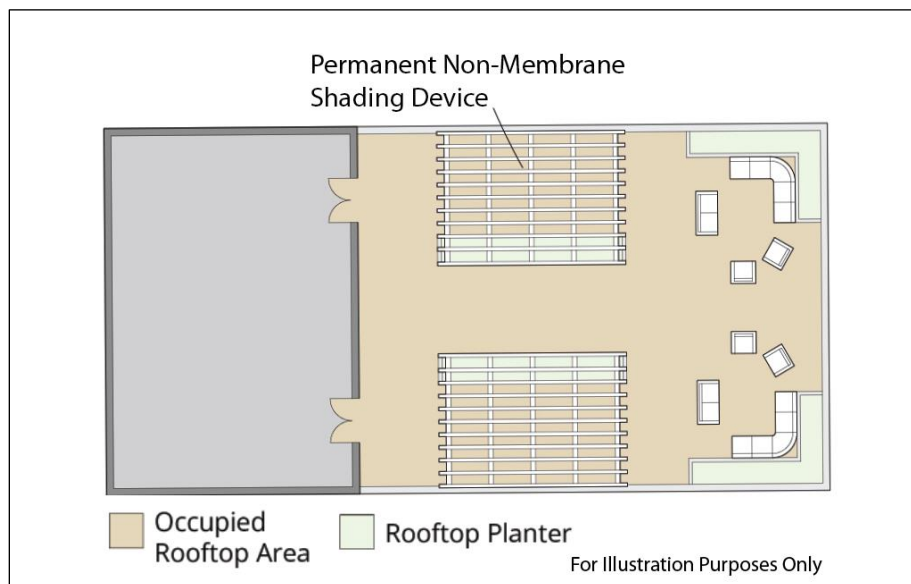 Permanent Non-Membrane
Shading Device
Occupied
Rooftop Area
Rooftop Planter
For Illustration Purposes Only